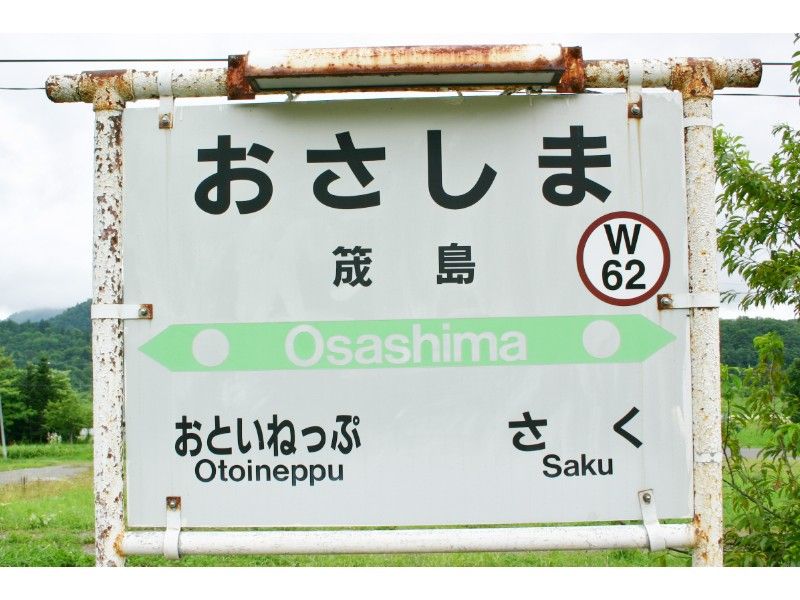 おさしま
筬島
W
62
Osashima
おといねっぷ
Otoineppu
さく
Saku